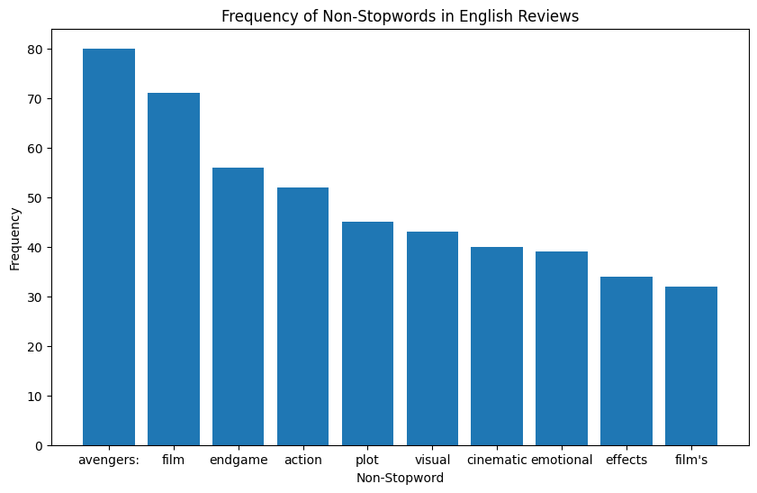 Frequency of Non-Stopwords in English Reviews
80
70
60
50
40
30
20
10
0
Frequency
avengers: film endgame action plot visual cinematic emotional effects film's
Non-Stopword